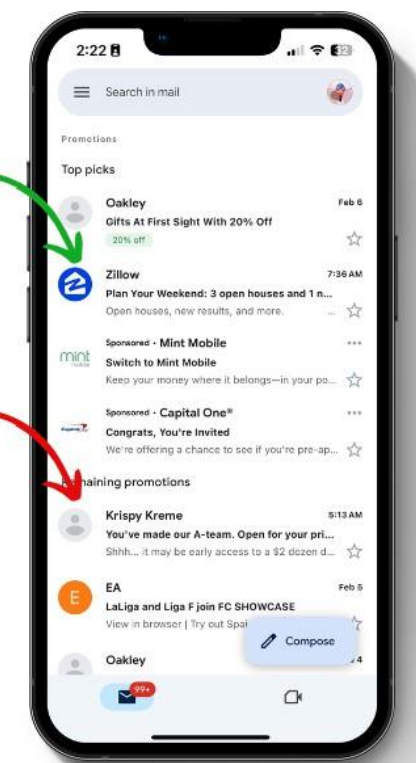 2:22
32
Search in mail
Promotions
Top picks
Oakley Feb 6
Gifts At First Sight With 20% Off
20% off
Zillow 7:36 AM
Plan Your Weekend: 3 open houses and 1 n...
Open houses, new results, and more. ...
mint
mobile
Sponsored · Mint Mobile
Switch to Mint Mobile
Keep your money where it belongs—in your po...
Sponsored · Capital One®
Congrats, You're Invited
We're offering a chance to see if you're pre-ap...
maining promotions
Krispy Kreme 5:13 AM
You've made our A-team. Open for your pri...
Shhh... it may be early access to a $2 dozen d...
E
EA Feb 5
LaLiga and Liga F join FC SHOWCASE
View in browser | Try out Spai
Compose
Oakley 4
99+